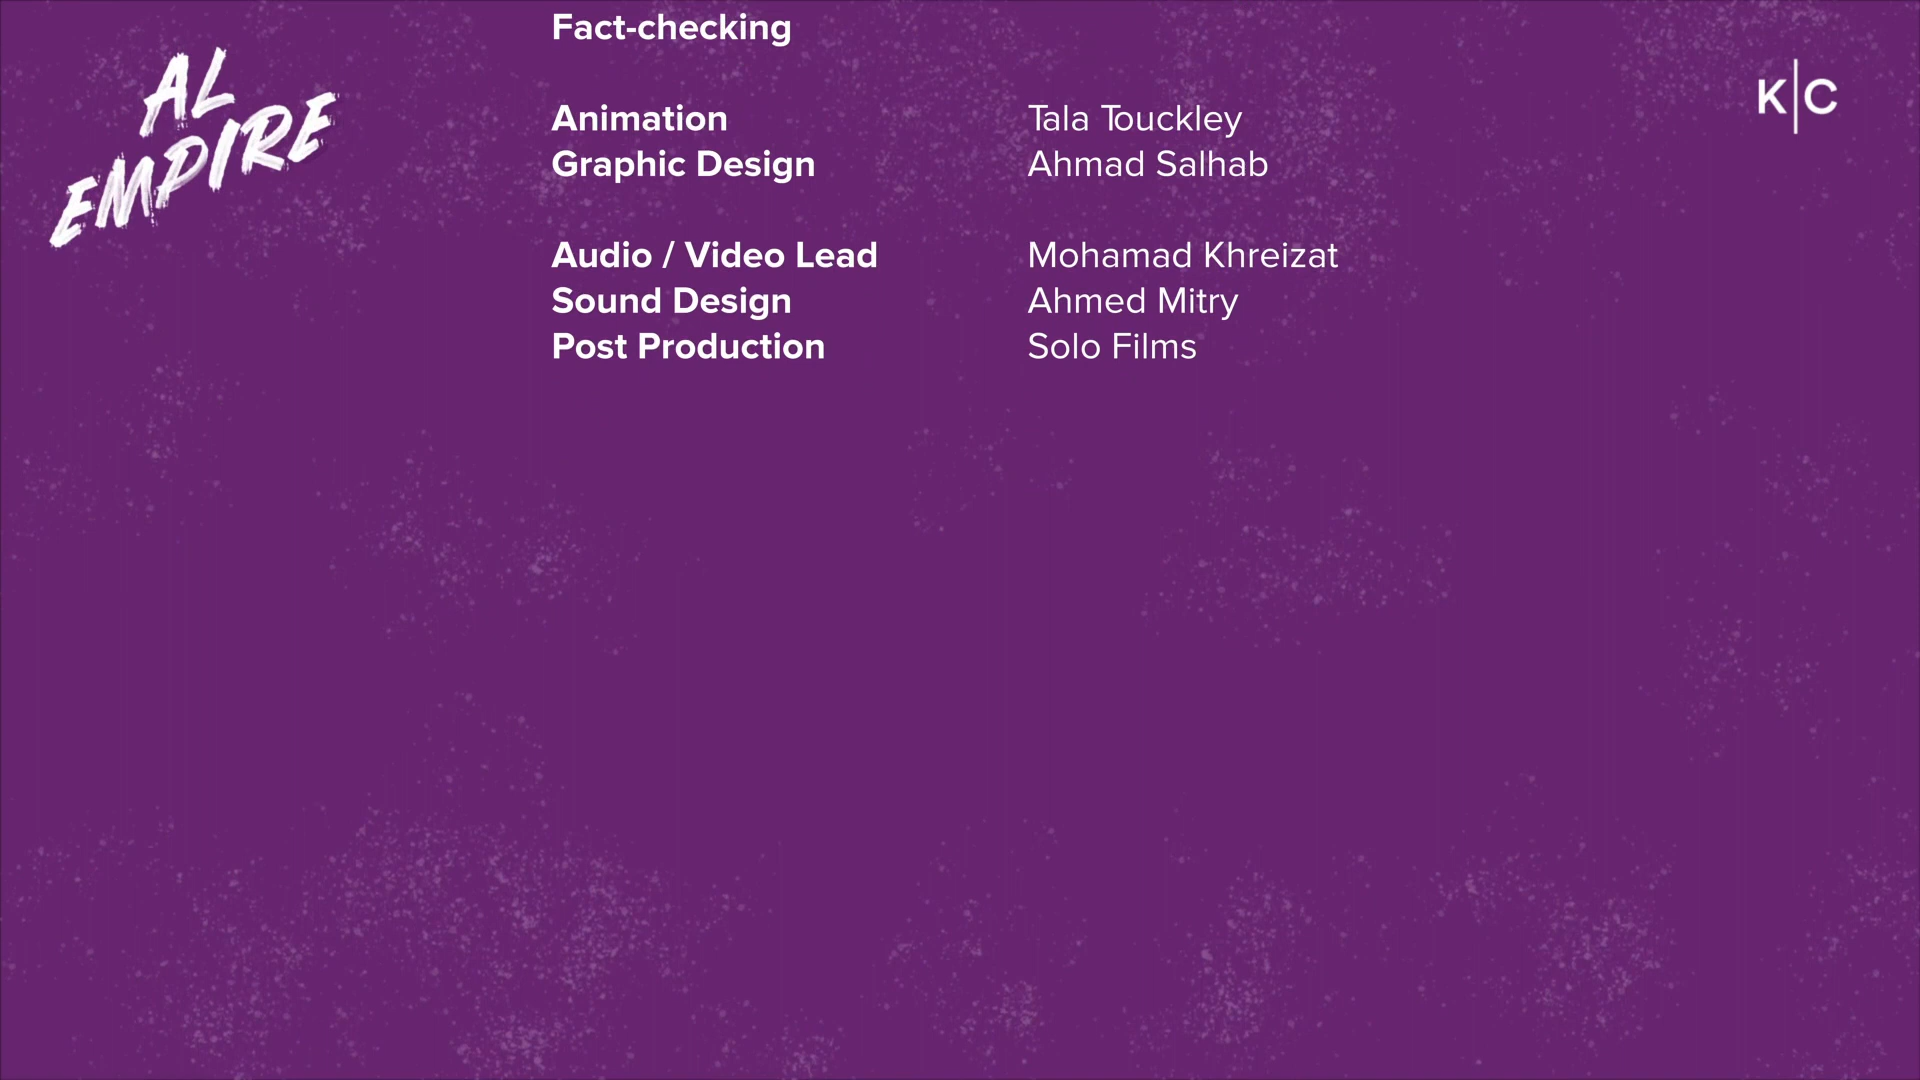 AL
EMPIRE
K|C
Fact-checking
Animation Tala Touckley
Graphic Design Ahmad Salhab
Audio / Video Lead Mohamad Khreizat
Sound Design Ahmed Mitry
Post Production Solo Films